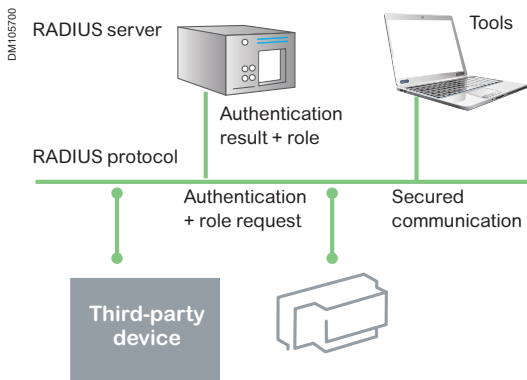 DM105700
RADIUS server
Tools
Authentication
result + role
RADIUS protocol
Authentication
+ role request
Secured
communication
Third-party
device